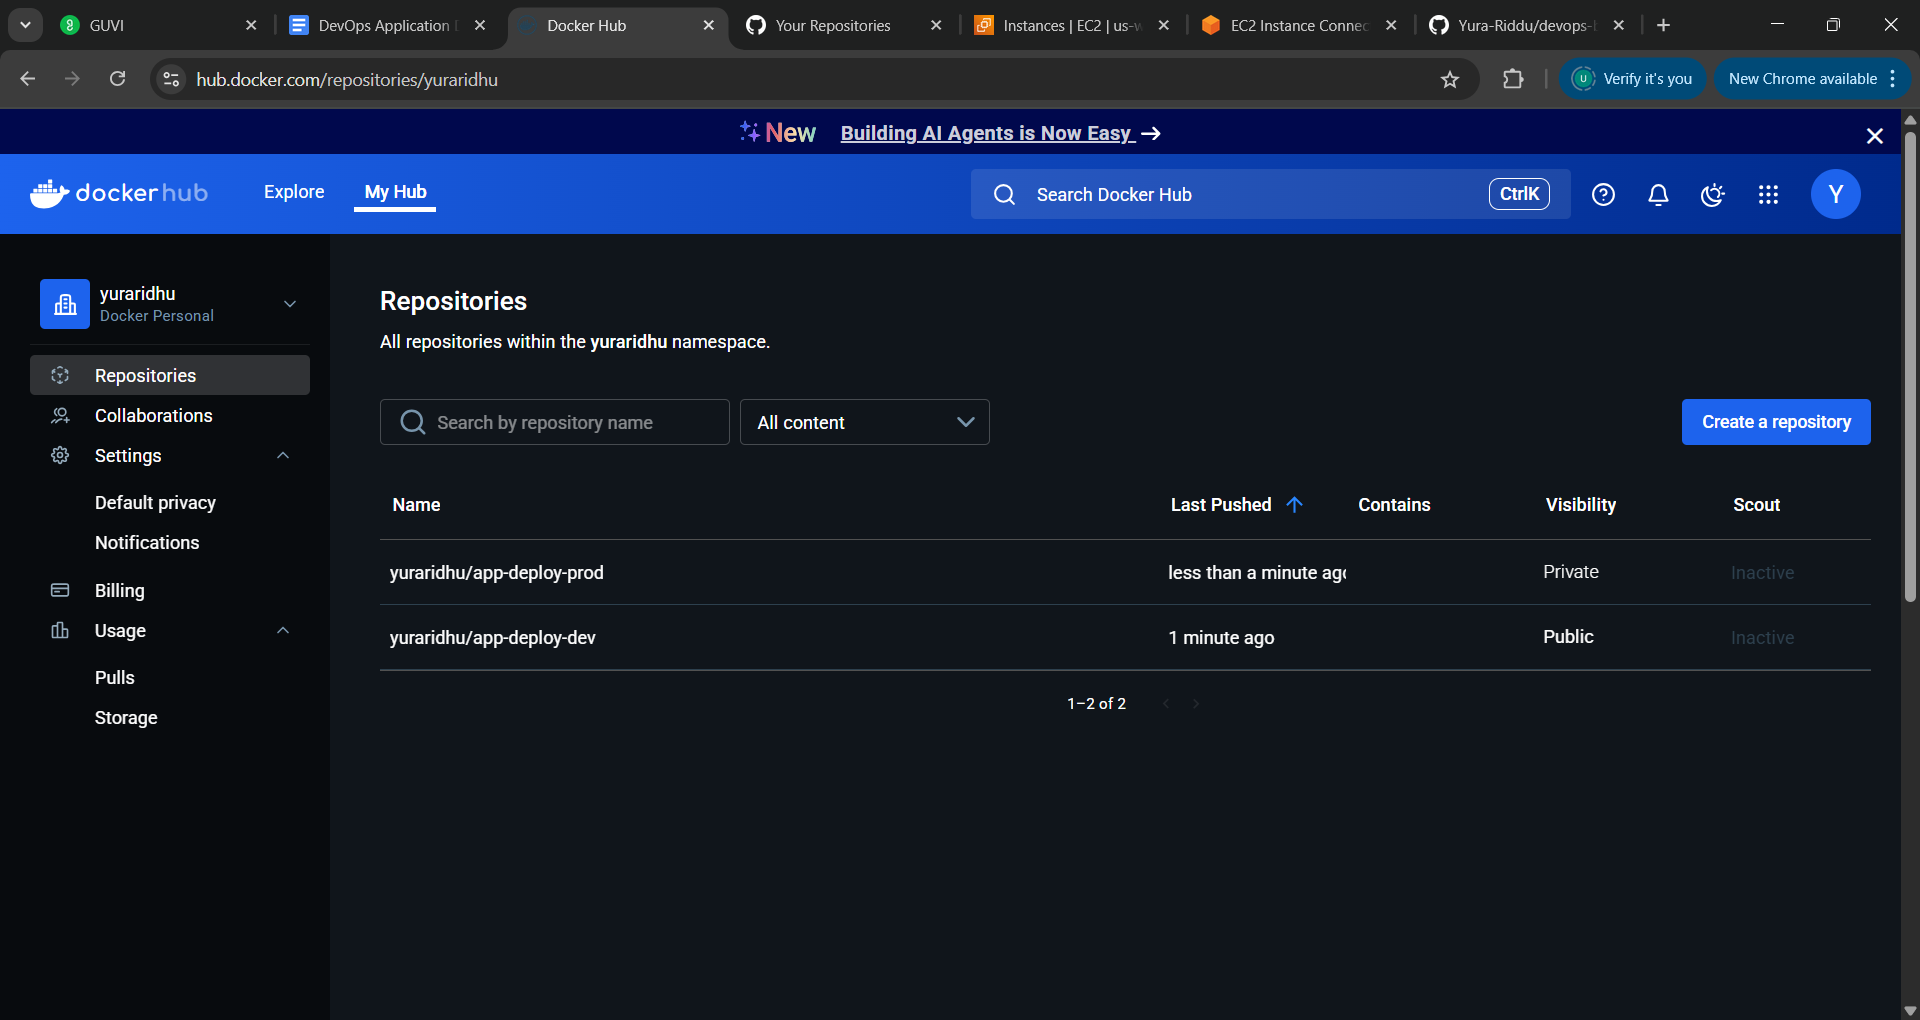 GUVI
DevOps Application
Docker Hub
Your Repositories
Instances | EC2 | us-w
EC2 Instance Connec
Yura-Riddu/devops-
hub.docker.com/repositories/yuraridhu
U
Verify it's you
New Chrome available
New
Building AI Agents is Now Easy →
dockerhub
Explore
My Hub
Search Docker Hub
CtrlK
Y
yuraridhu
Docker Personal
Repositories
Collaborations
Settings
Default privacy
Notifications
Billing
Usage
Pulls
Storage
Repositories
All repositories within the yuraridhu namespace.
Search by repository name
All content
Create a repository
Name
Last Pushed
Contains
Visibility
Scout
yuraridhu/app-deploy-prod
less than a minute ago
Private
Inactive
yuraridhu/app-deploy-dev
1 minute ago
Public
Inactive
1–2 of 2